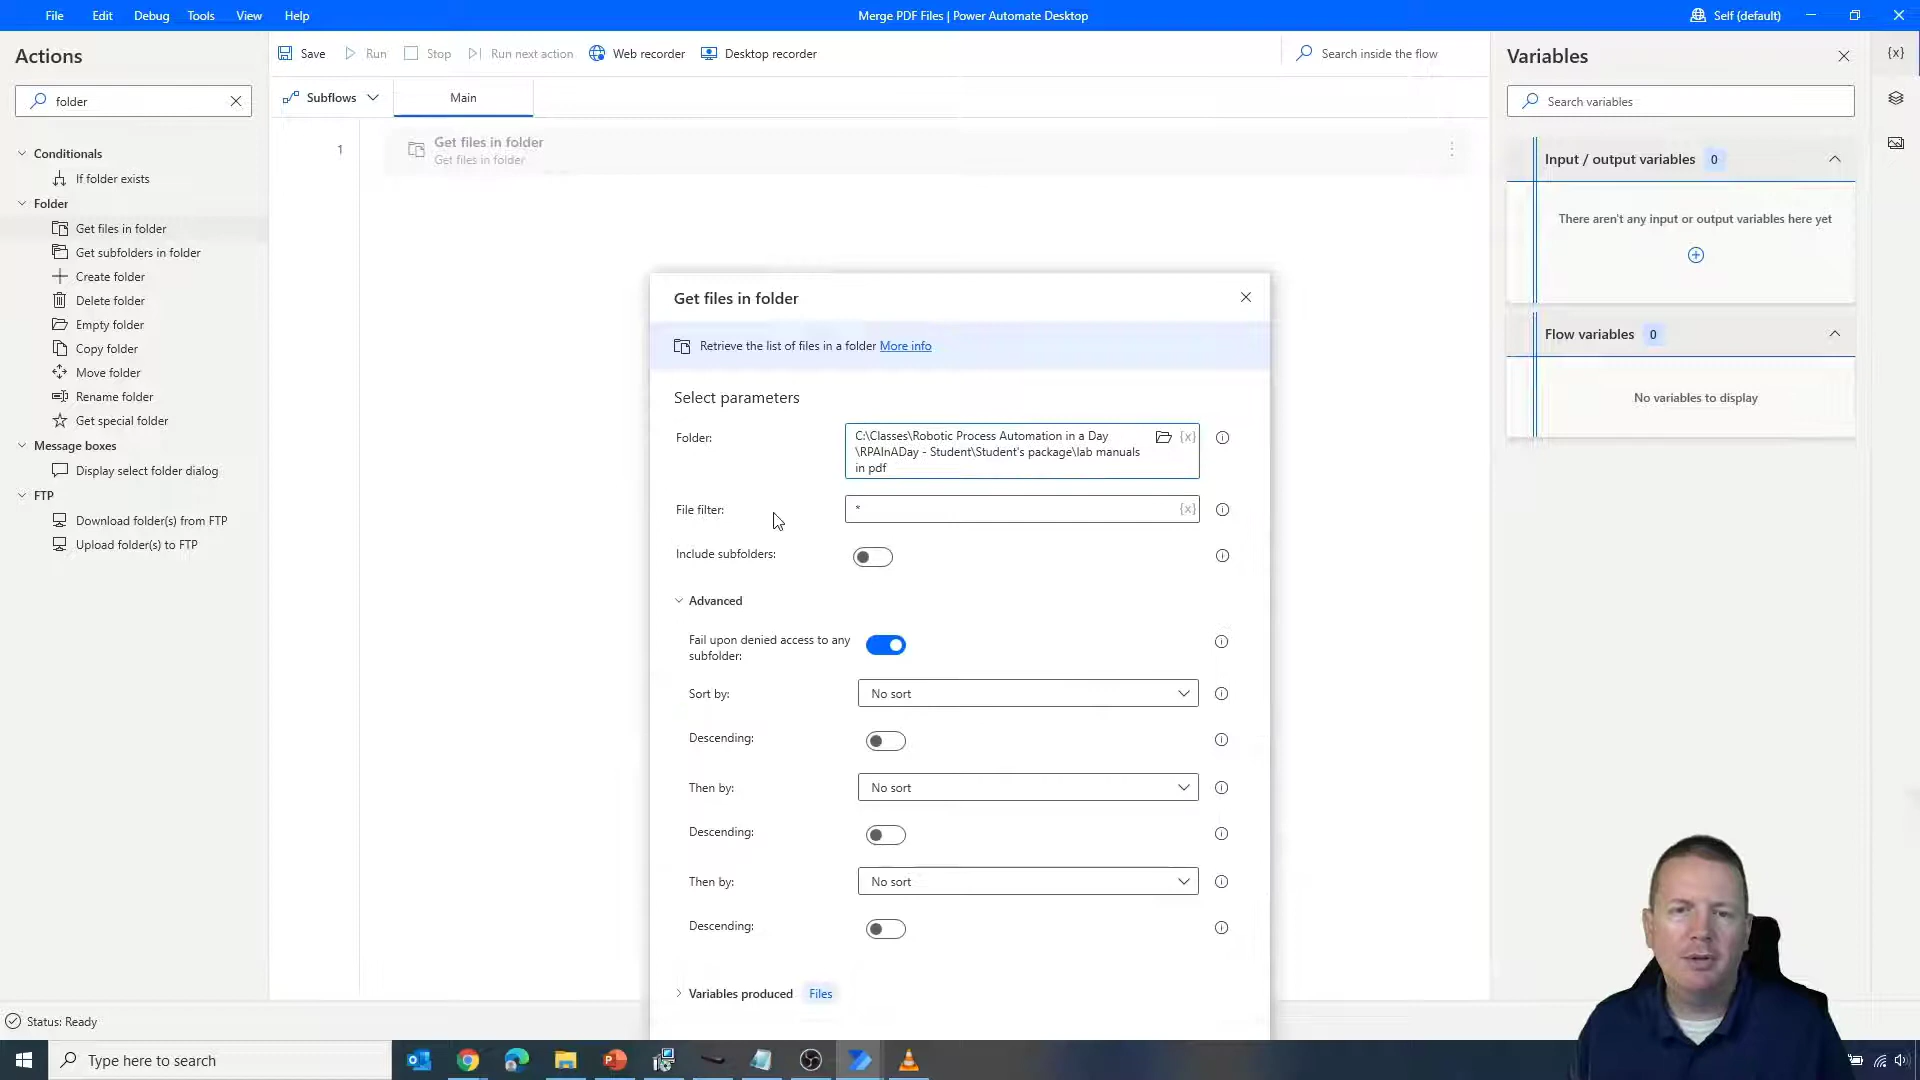 File Edit Debug Tools View Help
Merge PDF Files | Power Automate Desktop
Self (default)
Actions
folder
Conditionals
If folder exists
Folder
Get files in folder
Get subfolders in folder
Create folder
Delete folder
Empty folder
Copy folder
Move folder
Rename folder
Get special folder
Message boxes
Display select folder dialog
FTP
Download folder(s) from FTP
Upload folder(s) to FTP
Save Run Stop Run next action Web recorder Desktop recorder
Search inside the flow
Subflows Main
1
Get files in folder
Get files in folder
Get files in folder
Retrieve the list of files in a folder More info
Select parameters
Folder:
C:\Classes\Robotic Process Automation in a Day
\RPAInADay - Student\Student's package\lab manuals
in pdf
{x}
File filter: * {x}
Include subfolders:
Advanced
Fail upon denied access to any
subfolder:
Sort by: No sort
Descending:
Then by: No sort
Descending:
Then by: No sort
Descending:
Variables produced Files
Variables
{x}
Search variables
Input / output variables 0
There aren't any input or output variables here yet
Flow variables 0
No variables to display
Status: Ready
Type here to search